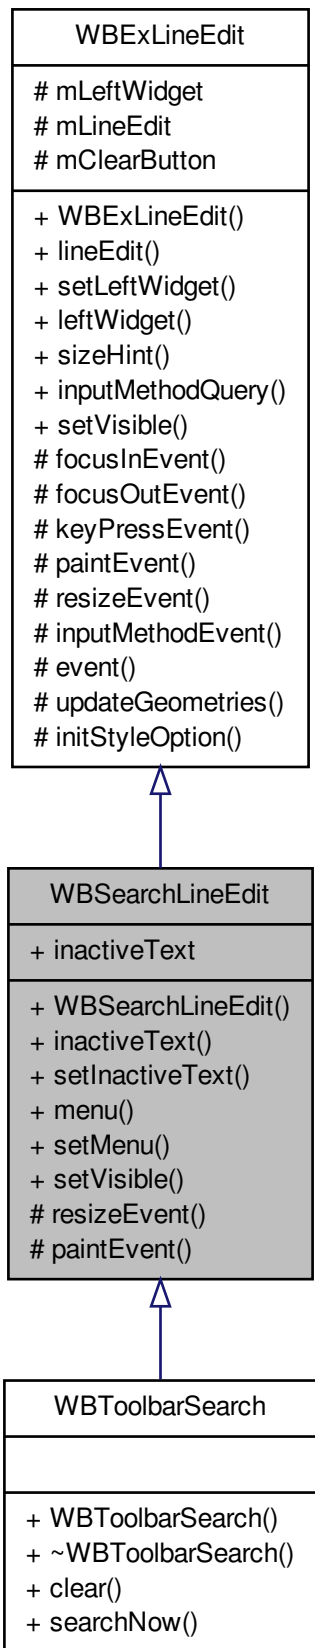 WBExLineEdit
# mLeftWidget
# mLineEdit
# mClearButton
+ WBExLineEdit()
+ lineEdit()
+ setLeftWidget()
+ leftWidget()
+ sizeHint()
+ inputMethodQuery()
+ setVisible()
# focusInEvent()
# focusOutEvent()
# keyPressEvent()
# paintEvent()
# resizeEvent()
# inputMethodEvent()
# event()
# updateGeometries()
# initStyleOption()
WBSearchLineEdit
+ inactiveText
+ WBSearchLineEdit()
+ inactiveText()
+ setInactiveText()
+ menu()
+ setMenu()
+ setVisible()
# resizeEvent()
# paintEvent()
WBToolbarSearch
+ WBToolbarSearch()
+ ~WBToolbarSearch()
+ clear()
+ searchNow()